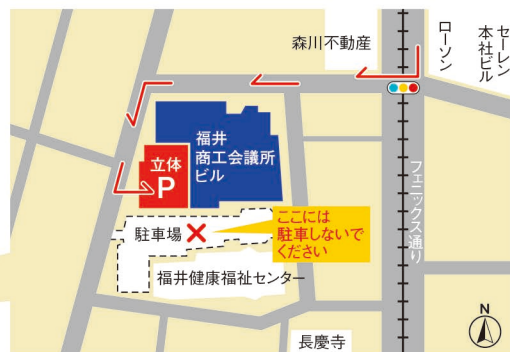 森川不動産
ローソン
セーレン
本社ビル
福井
商工会議所
ビル
立体
P
フェニックス通り
駐車場
ここには
駐車しないで
ください
福井健康福祉センター
長慶寺
N